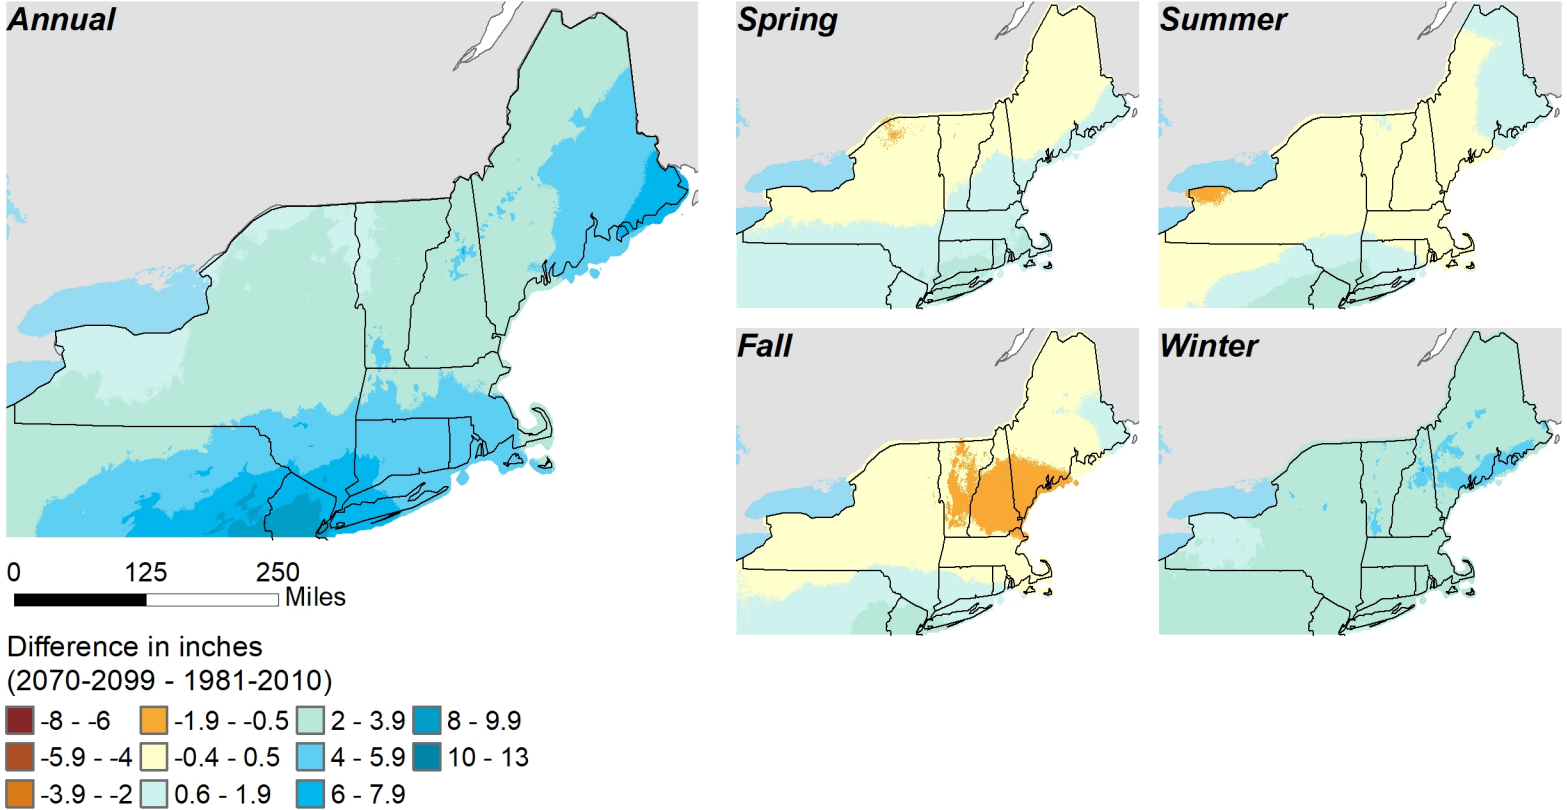 Annual
Spring
Summer
Fall
Winter
0 125 250
Miles
Difference in inches
(2070-2099 - 1981-2010)
-8 - -6 -1.9 - -0.5 2 - 3.9 8 - 9.9
-5.9 - -4 -0.4 - 0.5 4 - 5.9 10 - 13
-3.9 - -2 0.6 - 1.9 6 - 7.9